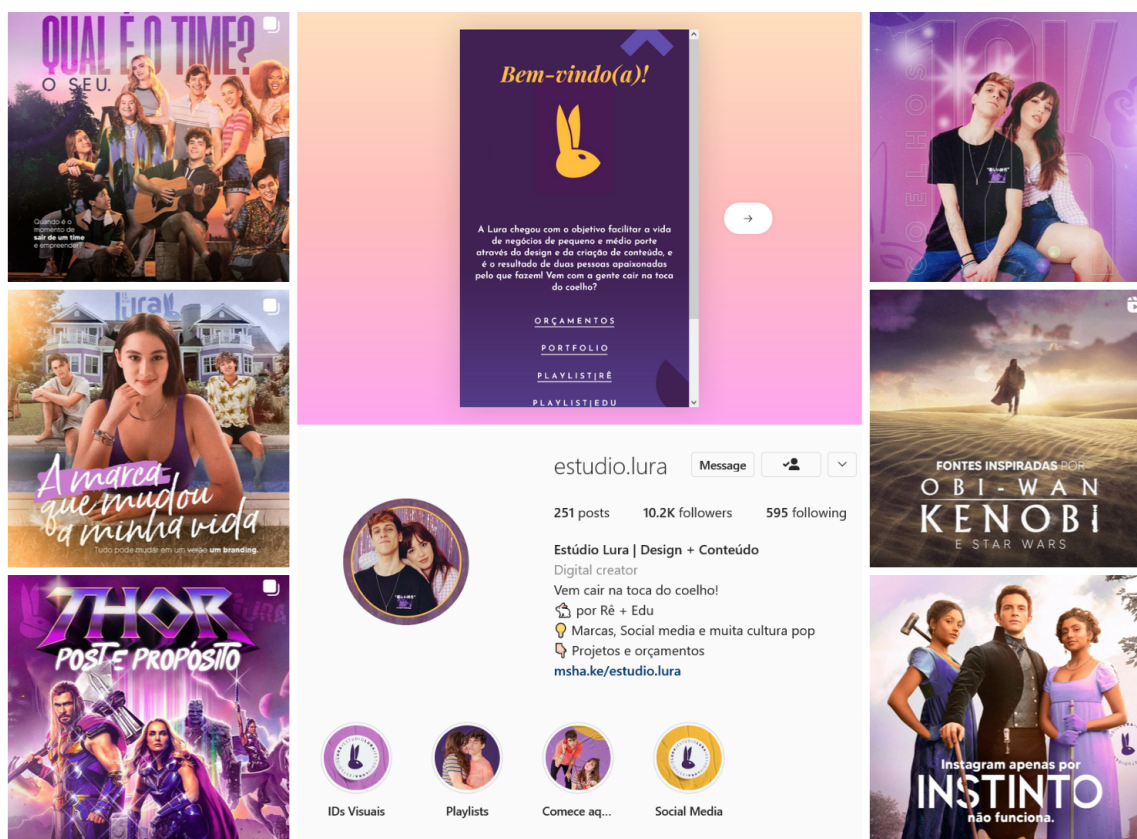 QUAL É O TIME?
O SEU.
Quando é o
momento de
sair de um time
e empreender?
lura
A marca
que mudou
a minha vida
Tudo pode mudar em um verão um branding.
THOR
POST E PROPÓSITO
Bem-vindo(a)!
A Lura chegou com o objetivo facilitar a vida
de negócios de pequeno e médio porte
através do design e da criação de conteúdo, e
é o resultado de duas pessoas apaixonadas
pelo que fazem! Vem com a gente cair na toca
do coelho?
ORÇAMENTOS
PORTFOLIO
PLAYLIST|RÊ
PLAYLIST|EDU
estudio.lura
Message
251 posts 10.2K followers 595 following
Estúdio Lura | Design + Conteúdo
Digital creator
Vem cair na toca do coelho!
por Rê + Edu
Marcas, Social media e muita cultura pop
Projetos e orçamentos
msha.ke/estudio.lura
IDs Visuais
Playlists
Comece aq...
Social Media
10K
COELHOS
FONTES INSPIRADAS POR
OBI-WAN
KENOBI
E STAR WARS
Instagram apenas por
INSTINTO
não funciona.